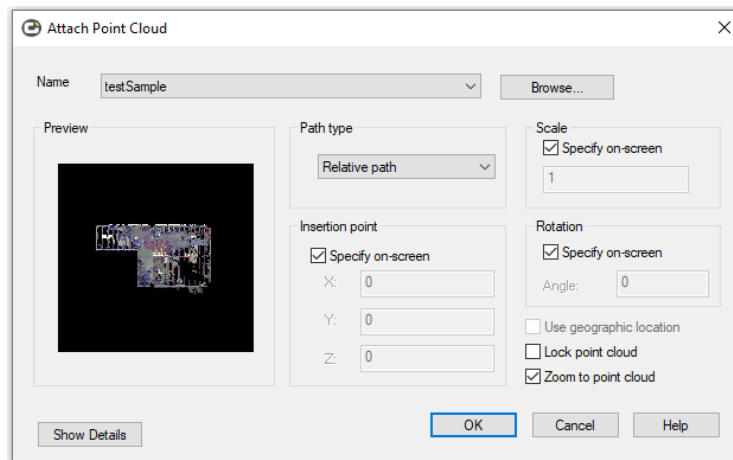 Attach Point Cloud
Name
testSample
Browse...
Preview
Path type
Relative path
Scale
Specify on-screen
1
Insertion point
Specify on-screen
X:
0
Y:
0
Z:
0
Rotation
Specify on-screen
Angle:
0
Use geographic location
Lock point cloud
Zoom to point cloud
Show Details
OK
Cancel
Help